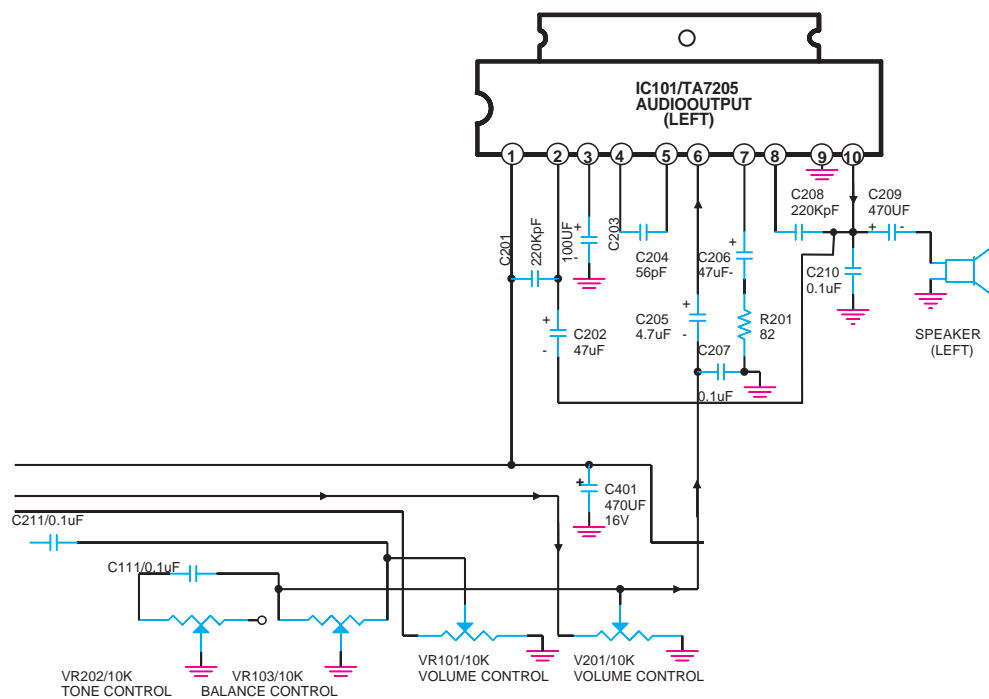 IC101/TA7205
AUDIOOUTPUT
(LEFT)
1
2
3
4
5
6
7
8
9
10
C201
220KpF
100UF
+
-
C203
C204
56pF
+
C206
47uF-
C208
220KpF
C209
470UF
+ -
C210
0.1uF
+
-
C202
47uF
C205
4.7uF
+
-
C207
0.1uF
R201
82
SPEAKER
(LEFT)
+
C401
470UF
16V
C211/0.1uF
C111/0.1uF
VR202/10K
TONE CONTROL
VR103/10K
BALANCE CONTROL
VR101/10K
VOLUME CONTROL
V201/10K
VOLUME CONTROL